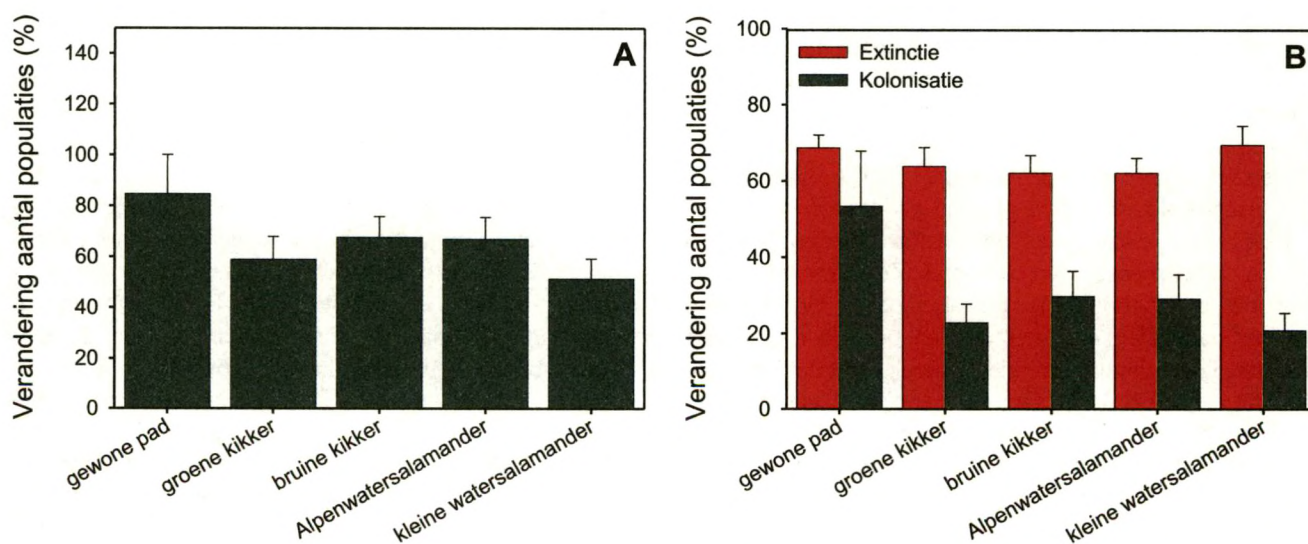 Verandering aantal populaties (%)
A
140
120
100
80
60
40
20
0
gewone pad
groene kikker
bruine kikker
Alpenwatersalamander
kleine watersalamander
Verandering aantal populaties (%)
B
Extinctie
Kolonisatie
100
80
60
40
20
0
gewone pad
groene kikker
bruine kikker
Alpenwatersalamander
kleine watersalamander